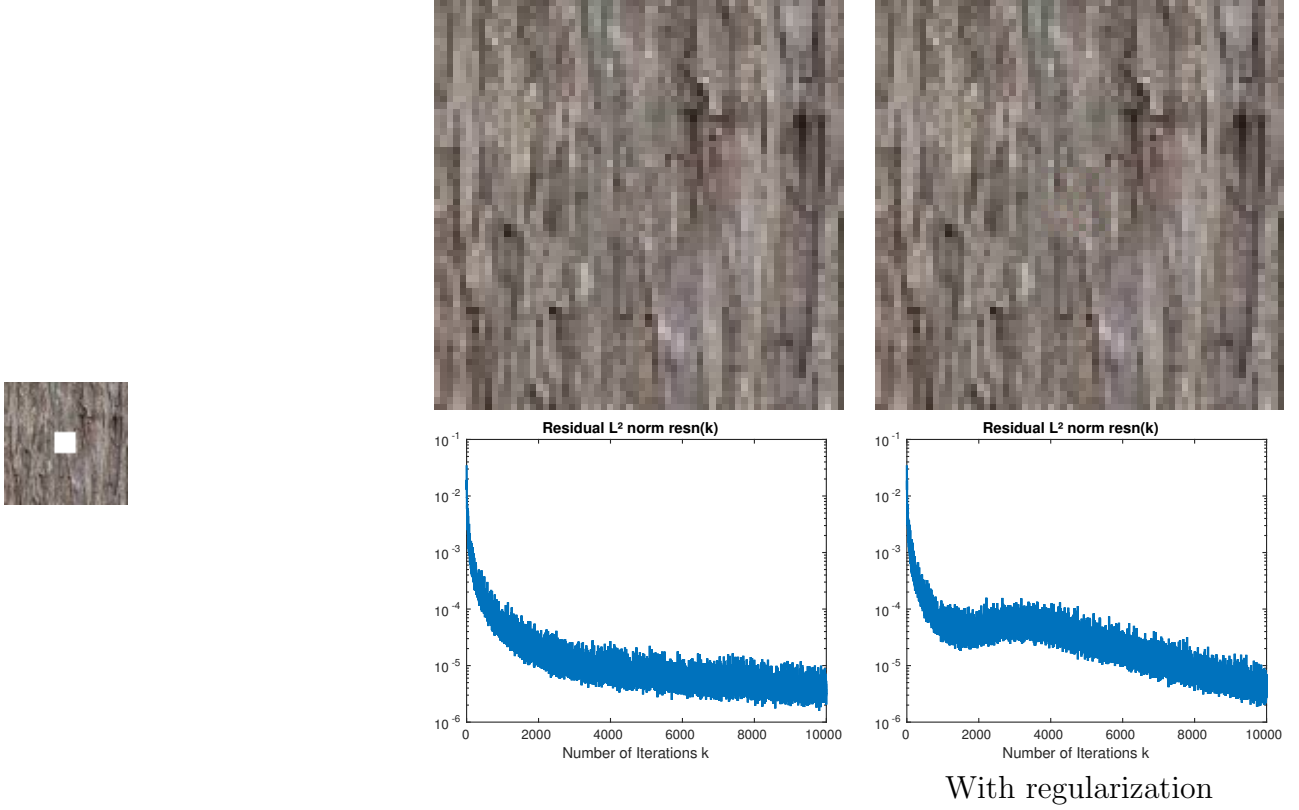 Residual L² norm resn(k)
10⁻¹
10⁻²
10⁻³
10⁻⁴
10⁻⁵
10⁻⁶
0 2000 4000 6000 8000 10000
Number of Iterations k
Residual L² norm resn(k)
10⁻¹
10⁻²
10⁻³
10⁻⁴
10⁻⁵
10⁻⁶
0 2000 4000 6000 8000 10000
Number of Iterations k
With regularization